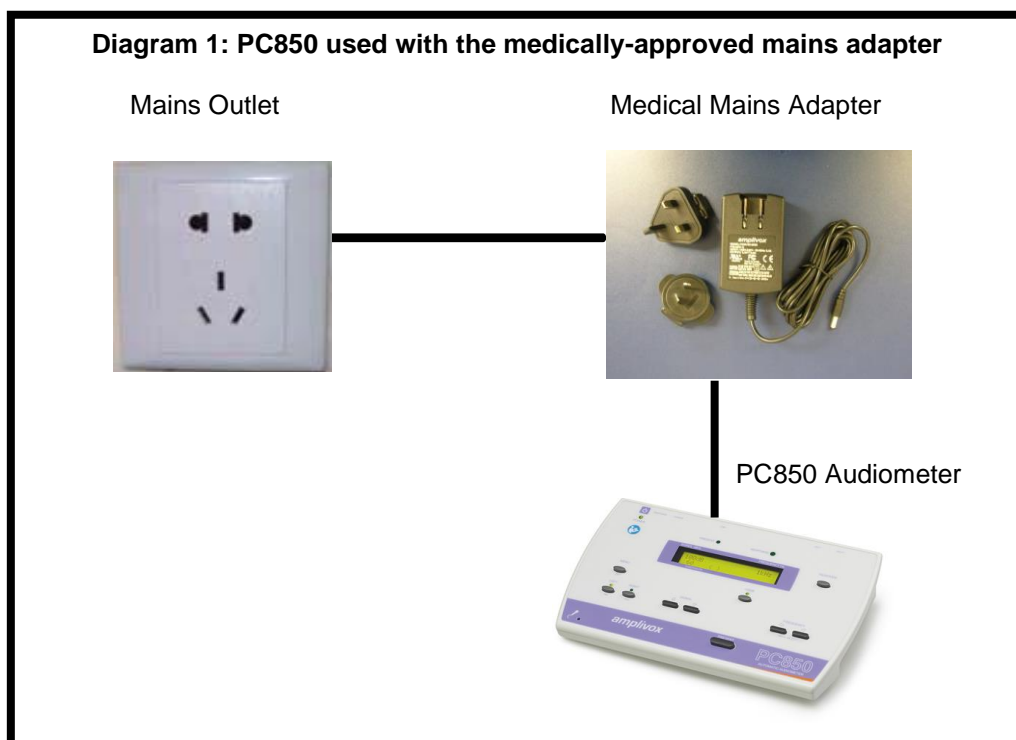 Diagram 1: PC850 used with the medically-approved mains adapter
Mains Outlet
Medical Mains Adapter
amplivox
PC850 Audiometer
amplivox
PC850